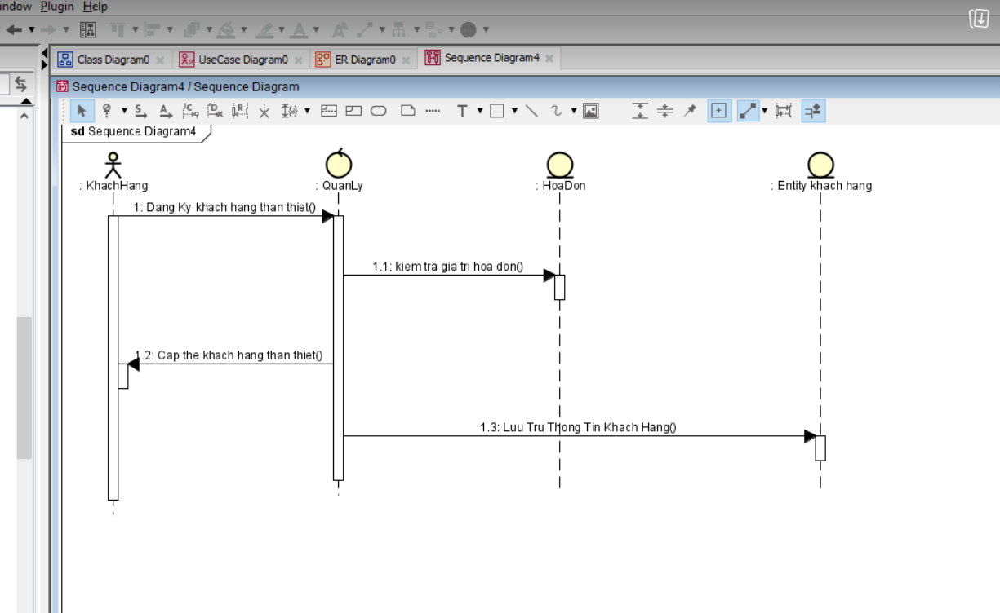 indow Plugin Help
Class Diagram0 UseCase Diagram0 ER Diagram0 Sequence Diagram4
Sequence Diagram4 / Sequence Diagram
sd Sequence Diagram4
: KhachHang : QuanLy : HoaDon : Entity khach hang
1: Dang Ky khach hang than thiet()
1.1: kiem tra gia tri hoa don()
1.2: Cap the khach hang than thiet()
1.3: Luu Tru Thong Tin Khach Hang()